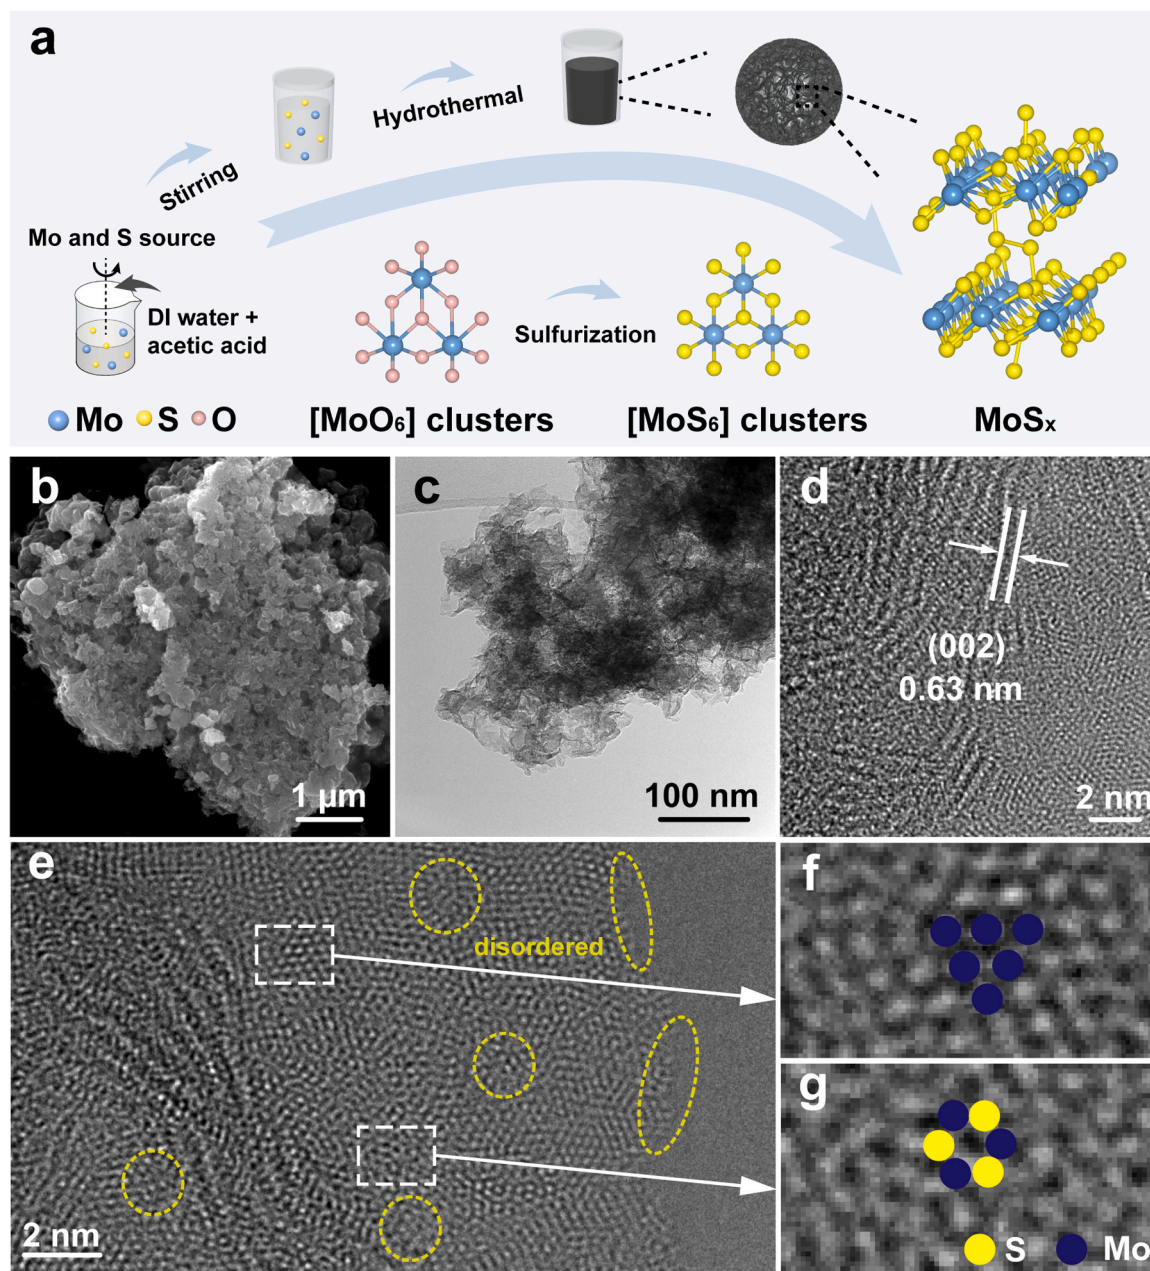 a
Stirring
Hydrothermal
Mo and S source
DI water +
acetic acid
Sulfurization
Mo S O
[MoO₆] clusters
[MoS₆] clusters
MoSₓ
b
1 µm
c
100 nm
d
(002)
0.63 nm
2 nm
e
disordered
2 nm
f
g
S Mo